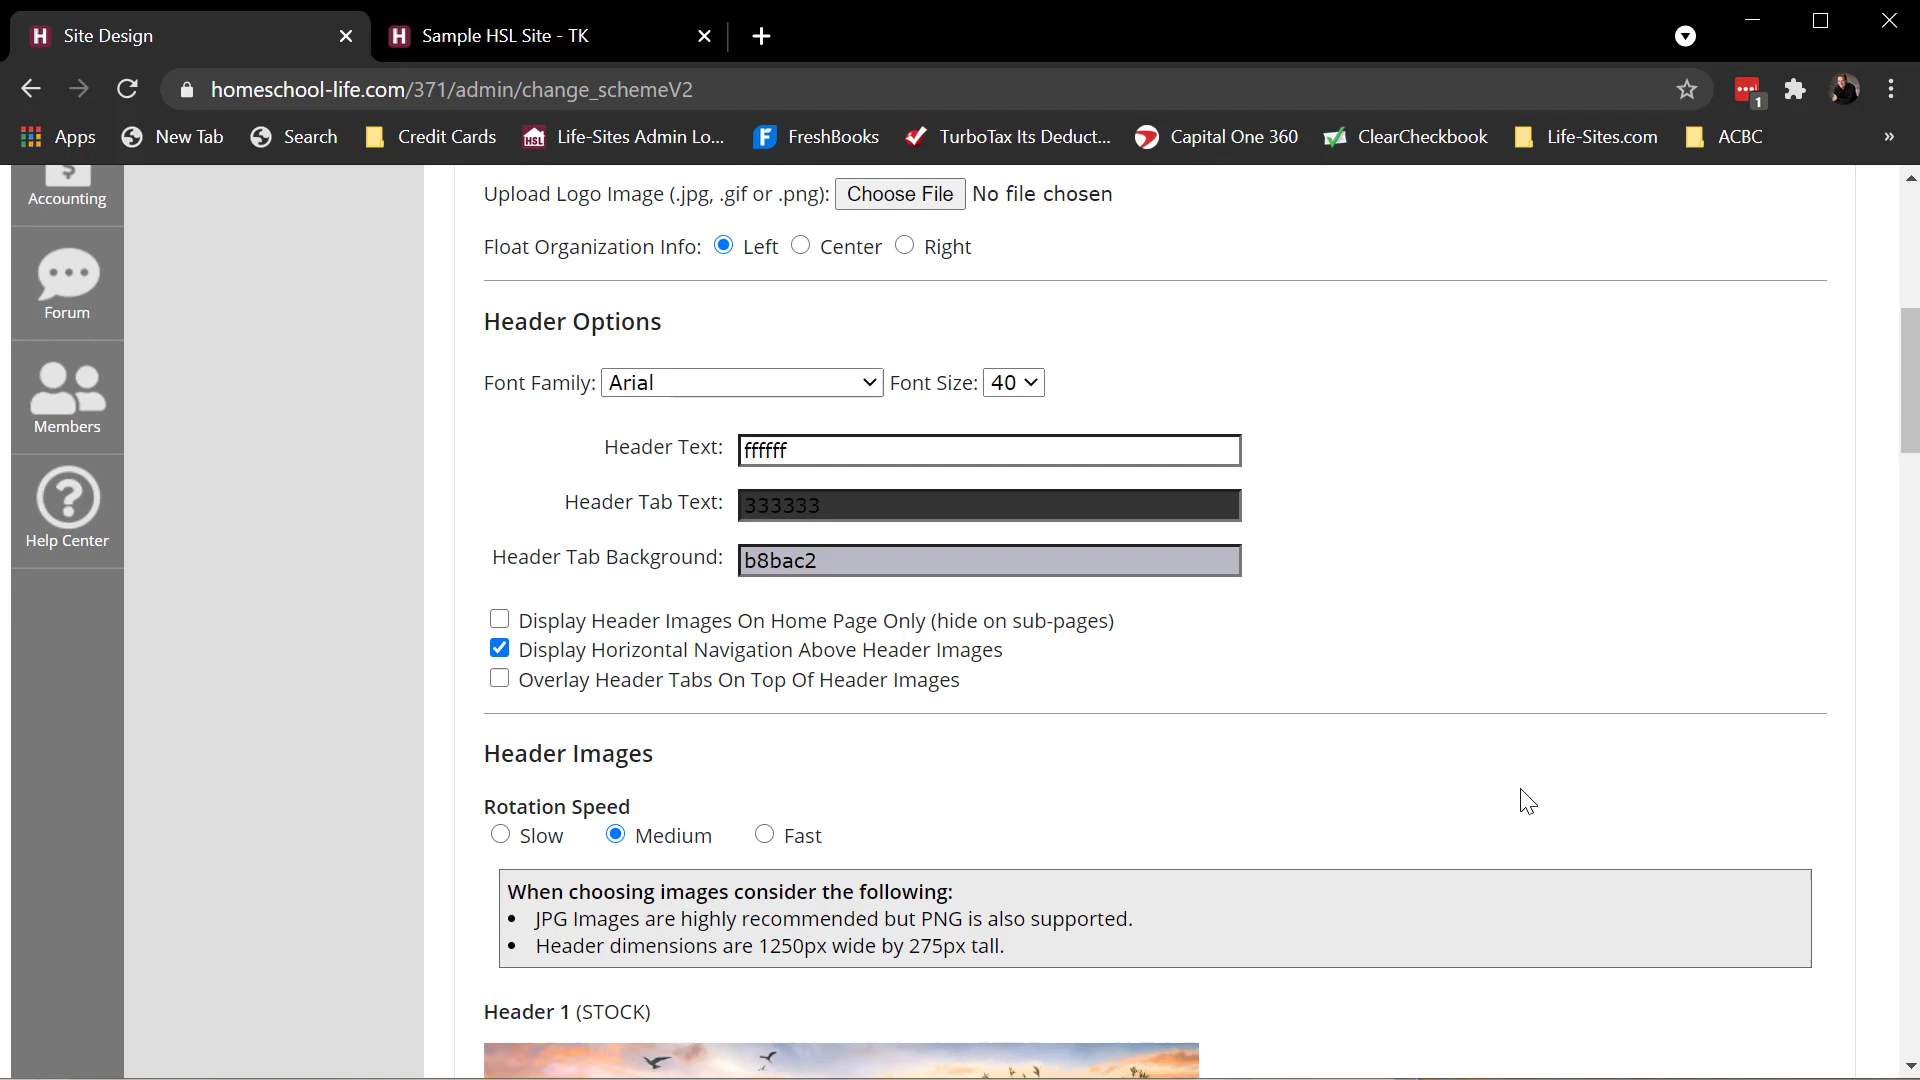 Site Design
Sample HSL Site - TK
homeschool-life.com/371/admin/change_schemeV2
1
Apps
New Tab
Search
Credit Cards
Life-Sites Admin Lo...
FreshBooks
TurboTax Its Deduct...
Capital One 360
ClearCheckbook
Life-Sites.com
ACBC
»
Accounting
Forum
Members
Help Center
Upload Logo Image (.jpg, .gif or .png): Choose File No file chosen
Float Organization Info: Left Center Right
Header Options
Font Family: Arial Font Size: 40
Header Text: ffffff
Header Tab Text: 333333
Header Tab Background: b8bac2
Display Header Images On Home Page Only (hide on sub-pages)
Display Horizontal Navigation Above Header Images
Overlay Header Tabs On Top Of Header Images
Header Images
Rotation Speed
Slow Medium Fast
When choosing images consider the following:
• JPG Images are highly recommended but PNG is also supported.
• Header dimensions are 1250px wide by 275px tall.
Header 1 (STOCK)